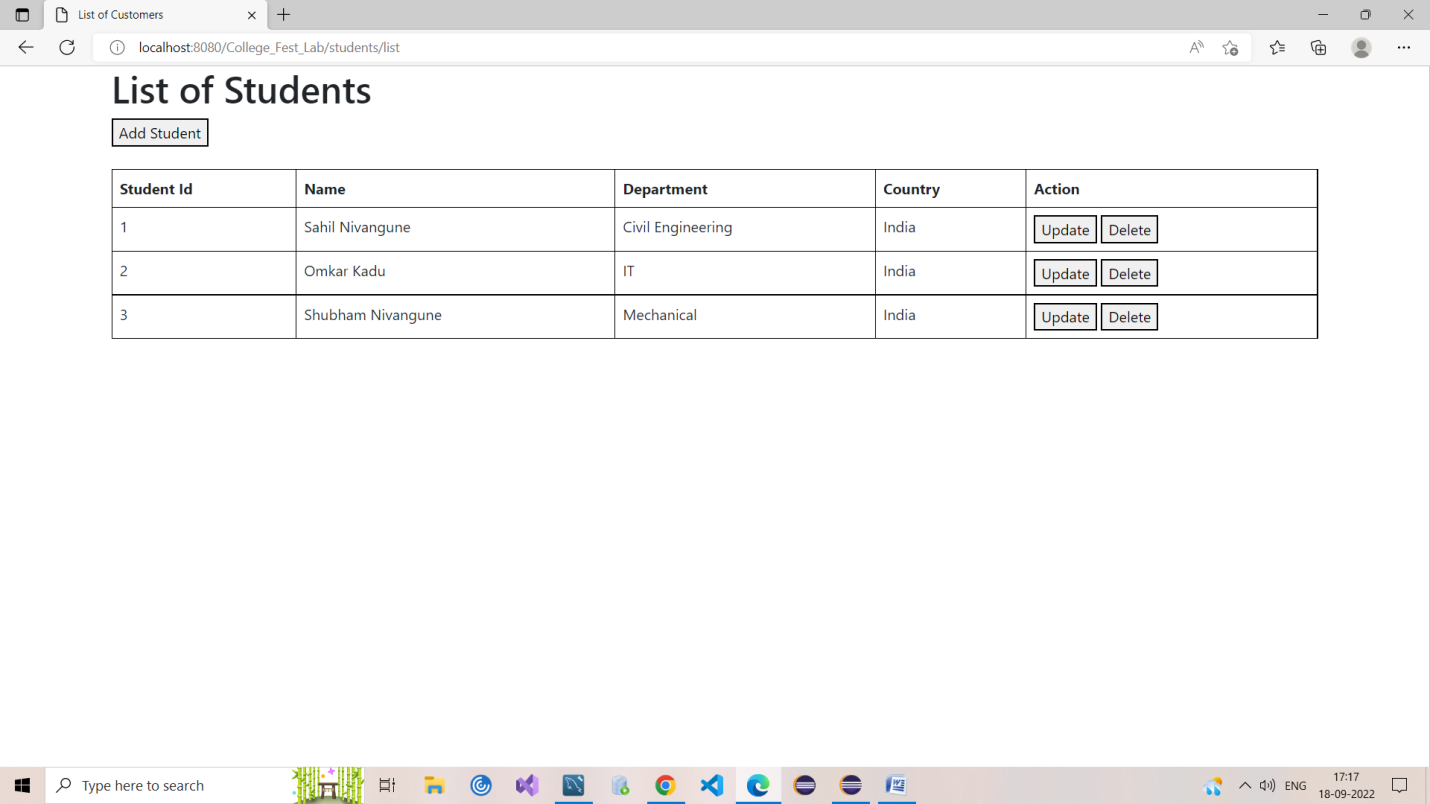 List of Customers
localhost:8080/College_Fest_Lab/students/list
List of Students
Add Student
Student Id Name Department Country Action
1 Sahil Nivangune Civil Engineering India Update Delete
2 Omkar Kadu IT India Update Delete
3 Shubham Nivangune Mechanical India Update Delete
Type here to search
ENG
17:17
18-09-2022